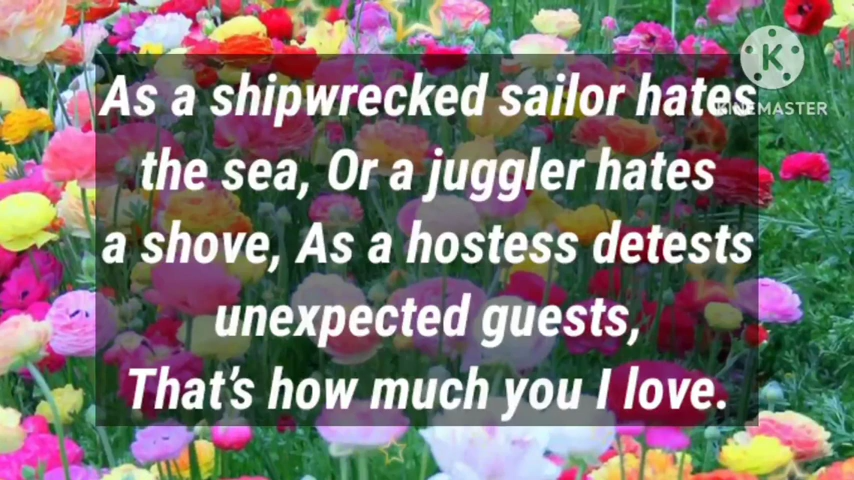 As a shipwrecked sailor hates
the sea, Or a juggler hates
a shove, As a hostess detests
unexpected guests,
That's how much you I love.
K
KINEMASTER